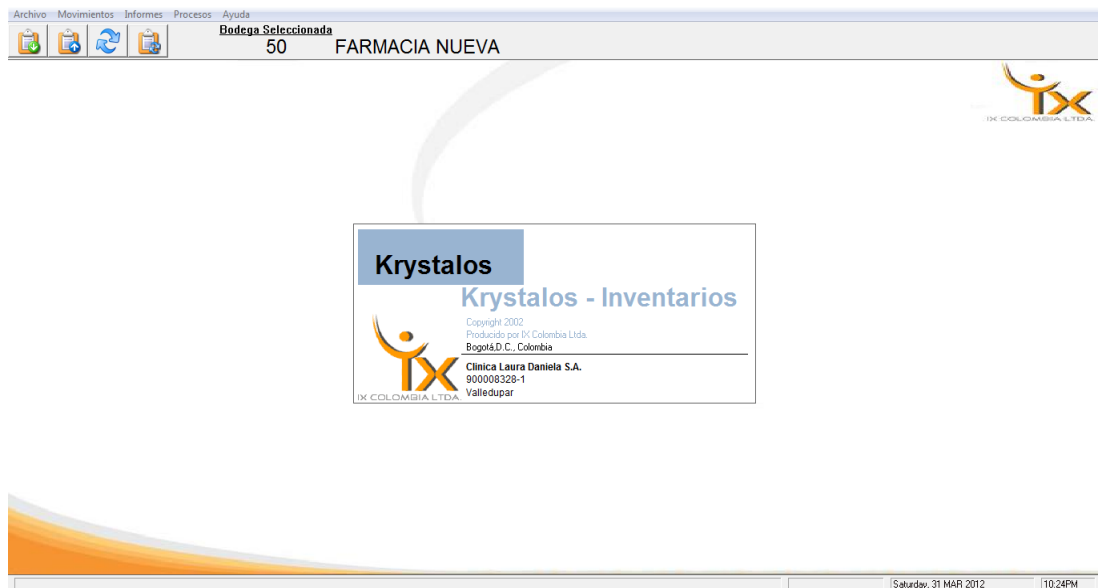 Archivo Movimientos Informes Procesos Ayuda
Bodega Seleccionada
50 FARMACIA NUEVA
IX COLOMBIA LTDA.
Krystalos
Krystalos - Inventarios
Copyright 2002
Producido por IX Colombia Ltda.
Bogotá,D.C., Colombia
Clinica Laura Daniela S.A.
900008328-1
Valledupar
IX COLOMBIA LTDA.
Saturday, 31 MAR 2012 10:24PM